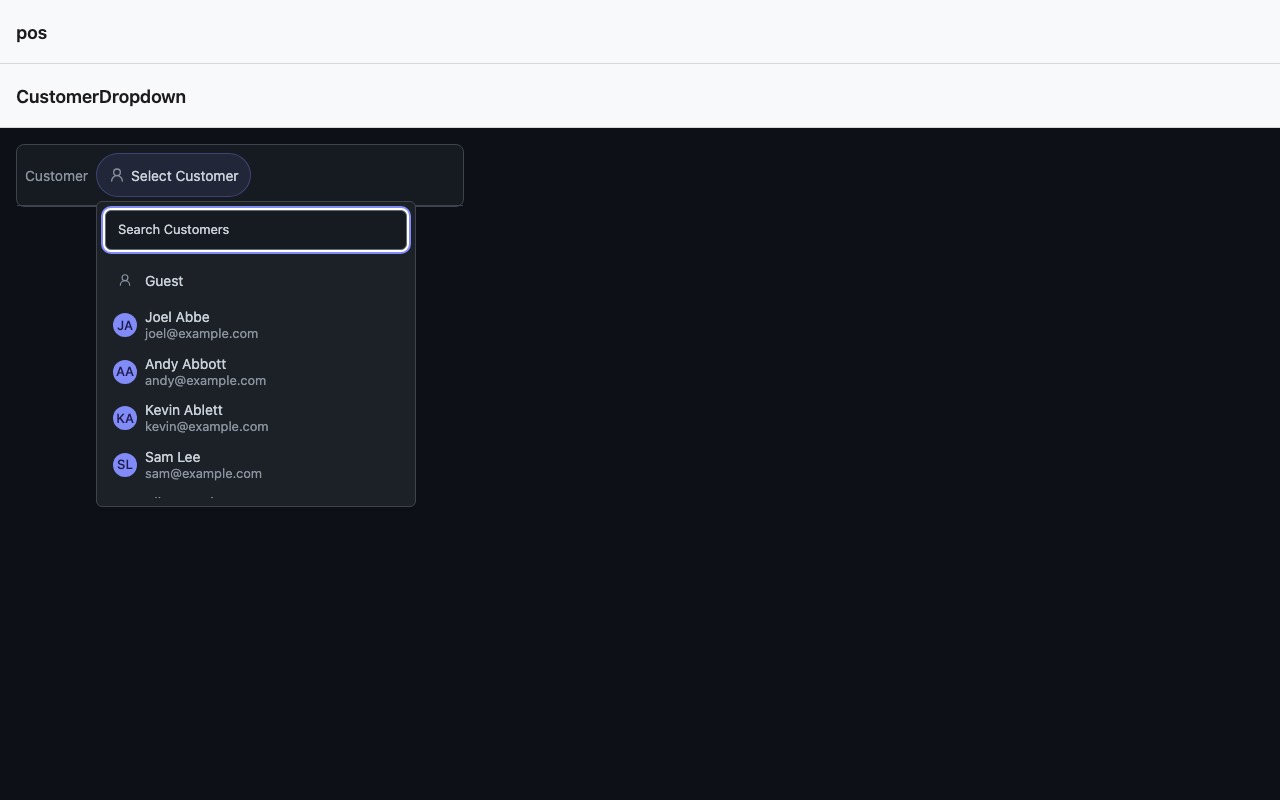 pos
CustomerDropdown
Customer
Select Customer
Search Customers
Guest
JA
Joel Abbe
joel@example.com
AA
Andy Abbott
andy@example.com
KA
Kevin Ablett
kevin@example.com
SL
Sam Lee
sam@example.com